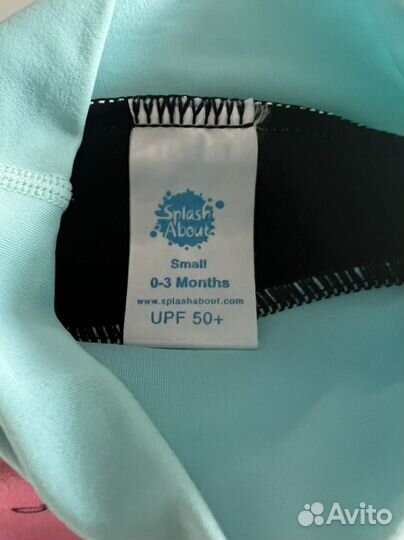 Splash
About
Small
0-3 Months
www.splashabout.com
UPF 50+
Avito